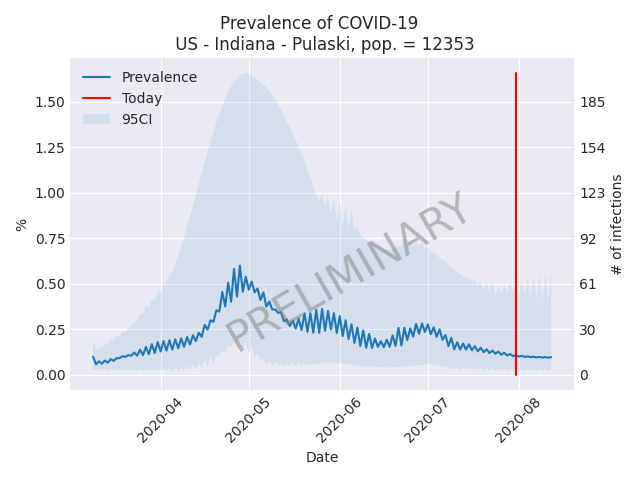 Prevalence of COVID-19
US - Indiana - Pulaski, pop. = 12353
Prevalence
Today
95CI
PRELIMINARY
%
1.50
1.25
1.00
0.75
0.50
0.25
0.00
185
154
123
92
61
30
0
# of infections
2020-04
2020-05
2020-06
2020-07
2020-08
Date